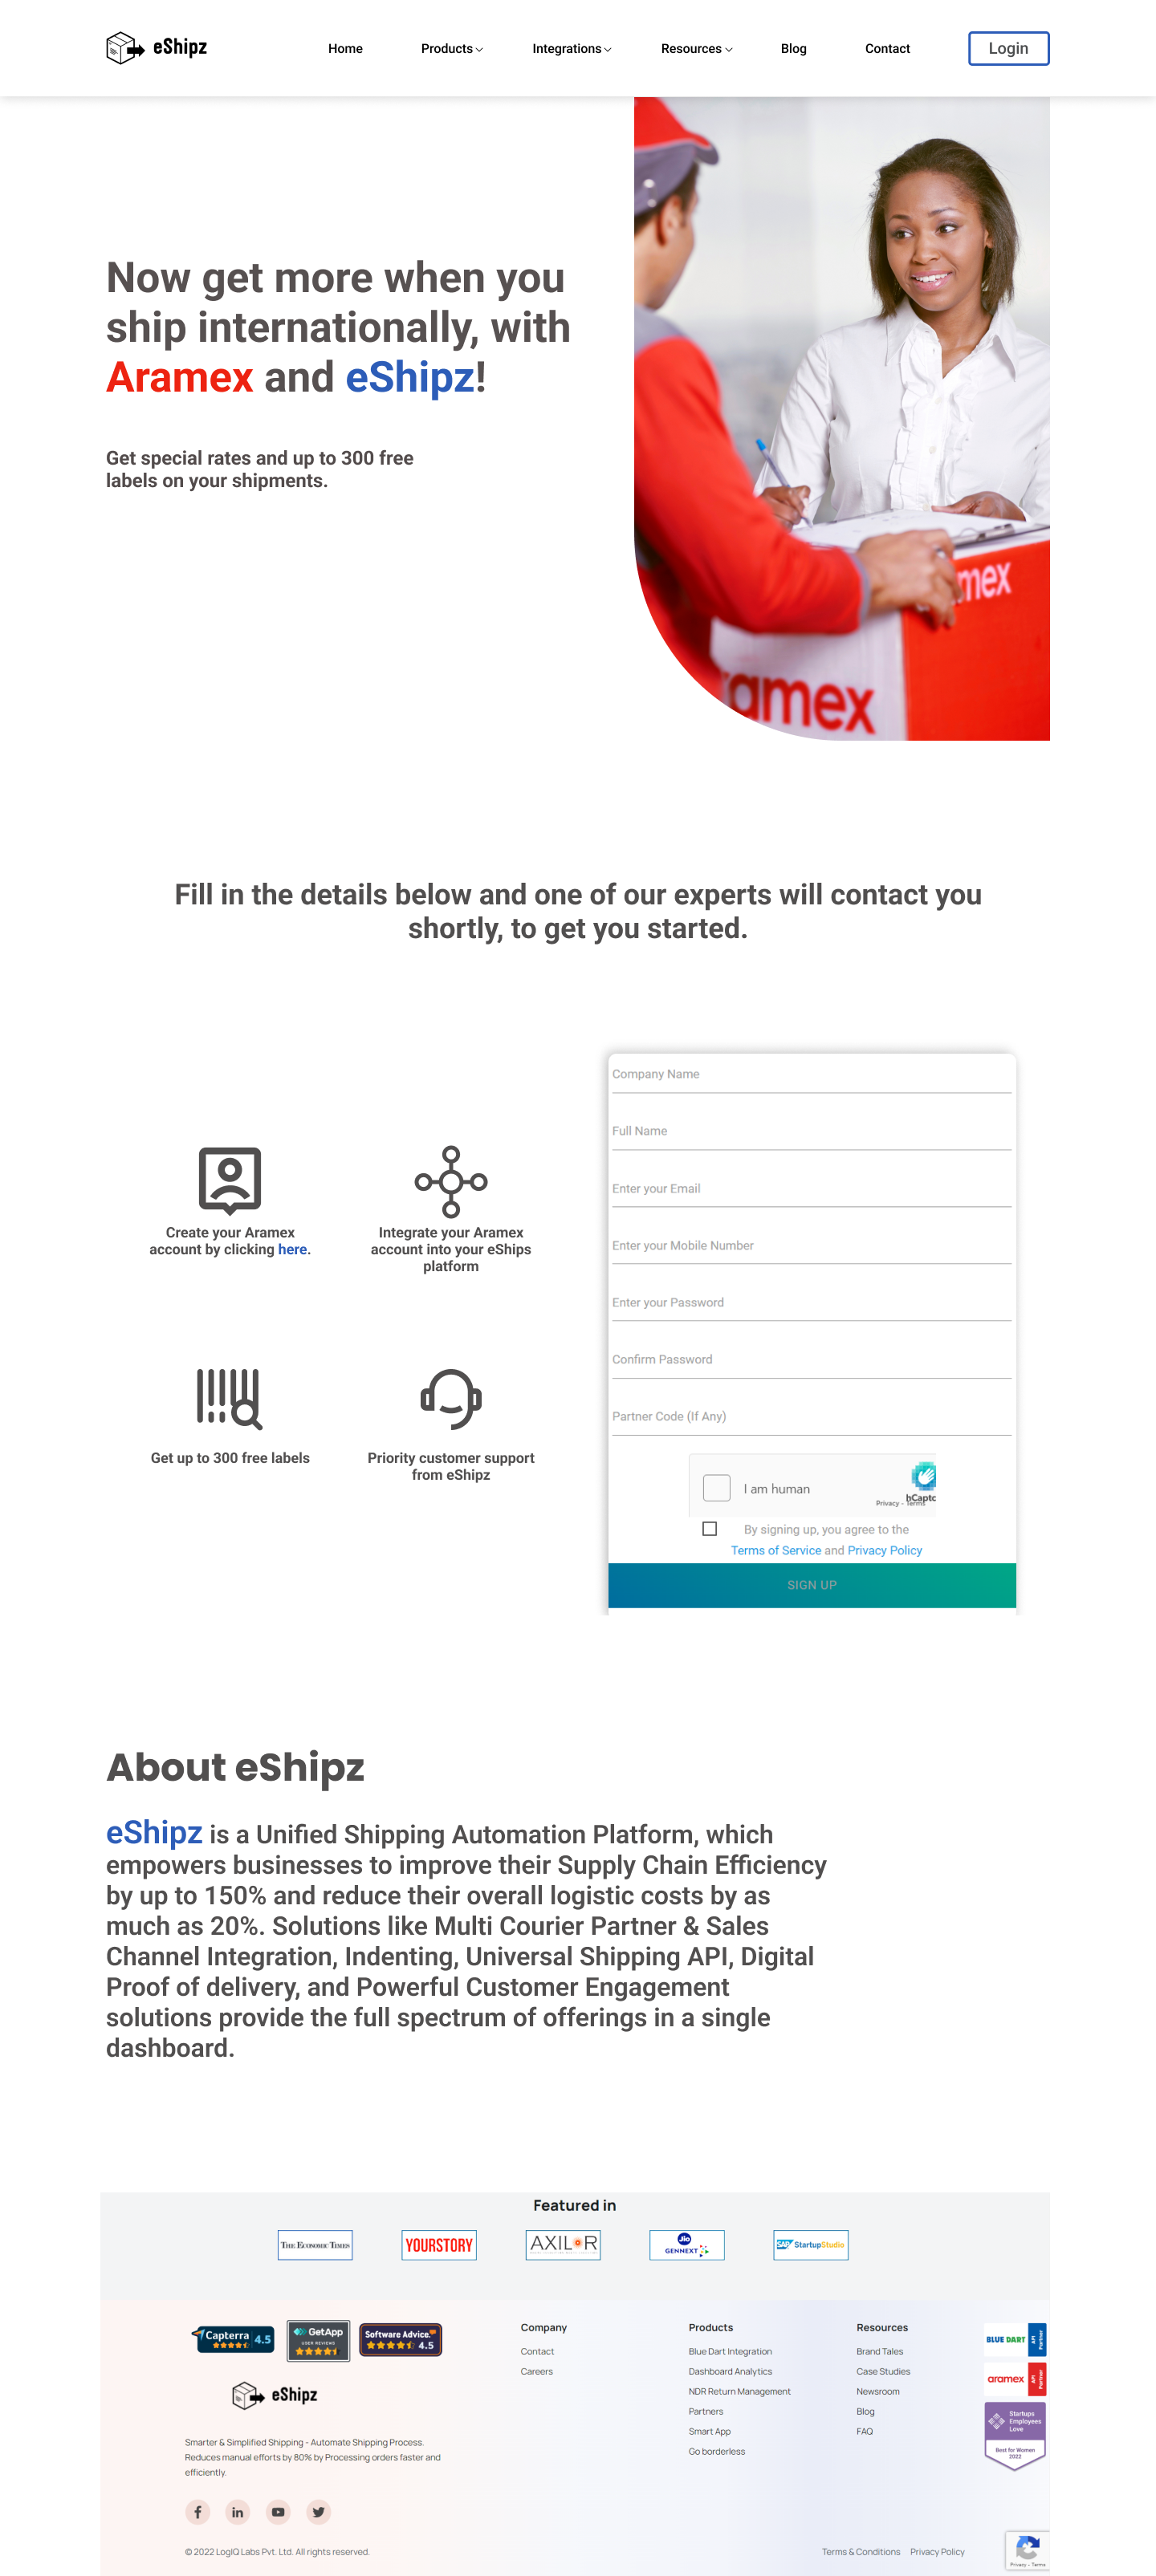 eShipz
Home
Products
Integrations
Resources
Blog
Contact
Login
Now get more when you
ship internationally, with
Aramex and eShipz!
Get special rates and up to 300 free
labels on your shipments.
mex
amex
Fill in the details below and one of our experts will contact you
shortly, to get you started.
Create your Aramex
account by clicking here.
Integrate your Aramex
account into your eShips
platform
Get up to 300 free labels
Priority customer support
from eShipz
Company Name
Full Name
Enter your Email
Enter your Mobile Number
Enter your Password
Confirm Password
Partner Code (If Any)
I am human
hCaptc
Privacy - Terms
By signing up, you agree to the
Terms of Service and Privacy Policy
SIGN UP
About eShipz
eShipz is a Unified Shipping Automation Platform, which
empowers businesses to improve their Supply Chain Efficiency
by up to 150% and reduce their overall logistic costs by as
much as 20%. Solutions like Multi Courier Partner & Sales
Channel Integration, Indenting, Universal Shipping API, Digital
Proof of delivery, and Powerful Customer Engagement
solutions provide the full spectrum of offerings in a single
dashboard.
Featured in
THE ECONOMIC TIMES
YOURSTORY
AXILOR
Jio
GENNEXT
SAP StartupStudio
Capterra
4.5
GetApp
USER REVIEWS
Software Advice.
4.5
eShipz
Smarter & Simplified Shipping - Automate Shipping Process.
Reduces manual efforts by 80% by Processing orders faster and
efficiently.
Company
Contact
Careers
Products
Blue Dart Integration
Dashboard Analytics
NDR Return Management
Partners
Smart App
Go borderless
Resources
Brand Tales
Case Studies
Newsroom
Blog
FAQ
BLUE DART
API Partner
aramex
API Partner
Startups
Employees
Love
Best for Women
2022
© 2022 LogIQ Labs Pvt. Ltd. All rights reserved.
Terms & Conditions
Privacy Policy
Privacy - Terms